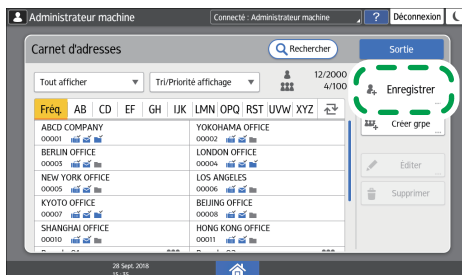 Administrateur machine
Connecté : Administrateur machine
?
Déconnexion
Carnet d'adresses
Rechercher
Sortie
Tout afficher
Tri/Priorité affichage
12/2000
4/100
Enregistrer
Fréq. AB CD EF GH IJK LMN OPQ RST UVW XYZ
Créer grpe
ABCD COMPANY
00001
YOKOHAMA OFFICE
00002
BERLIN OFFICE
00003
LONDON OFFICE
00004
Éditer
NEW YORK OFFICE
00005
LOS ANGELES
00006
Supprimer
KYOTO OFFICE
00007
BEIJING OFFICE
00008
SHANGHAI OFFICE
00010
HONG KONG OFFICE
00011
28 Sept. 2018